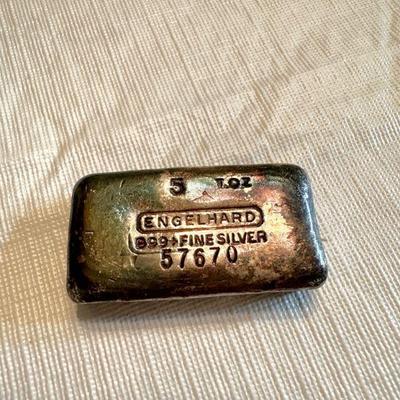 5 T.OZ
ENGELHARD
999+FINE SILVER
57670